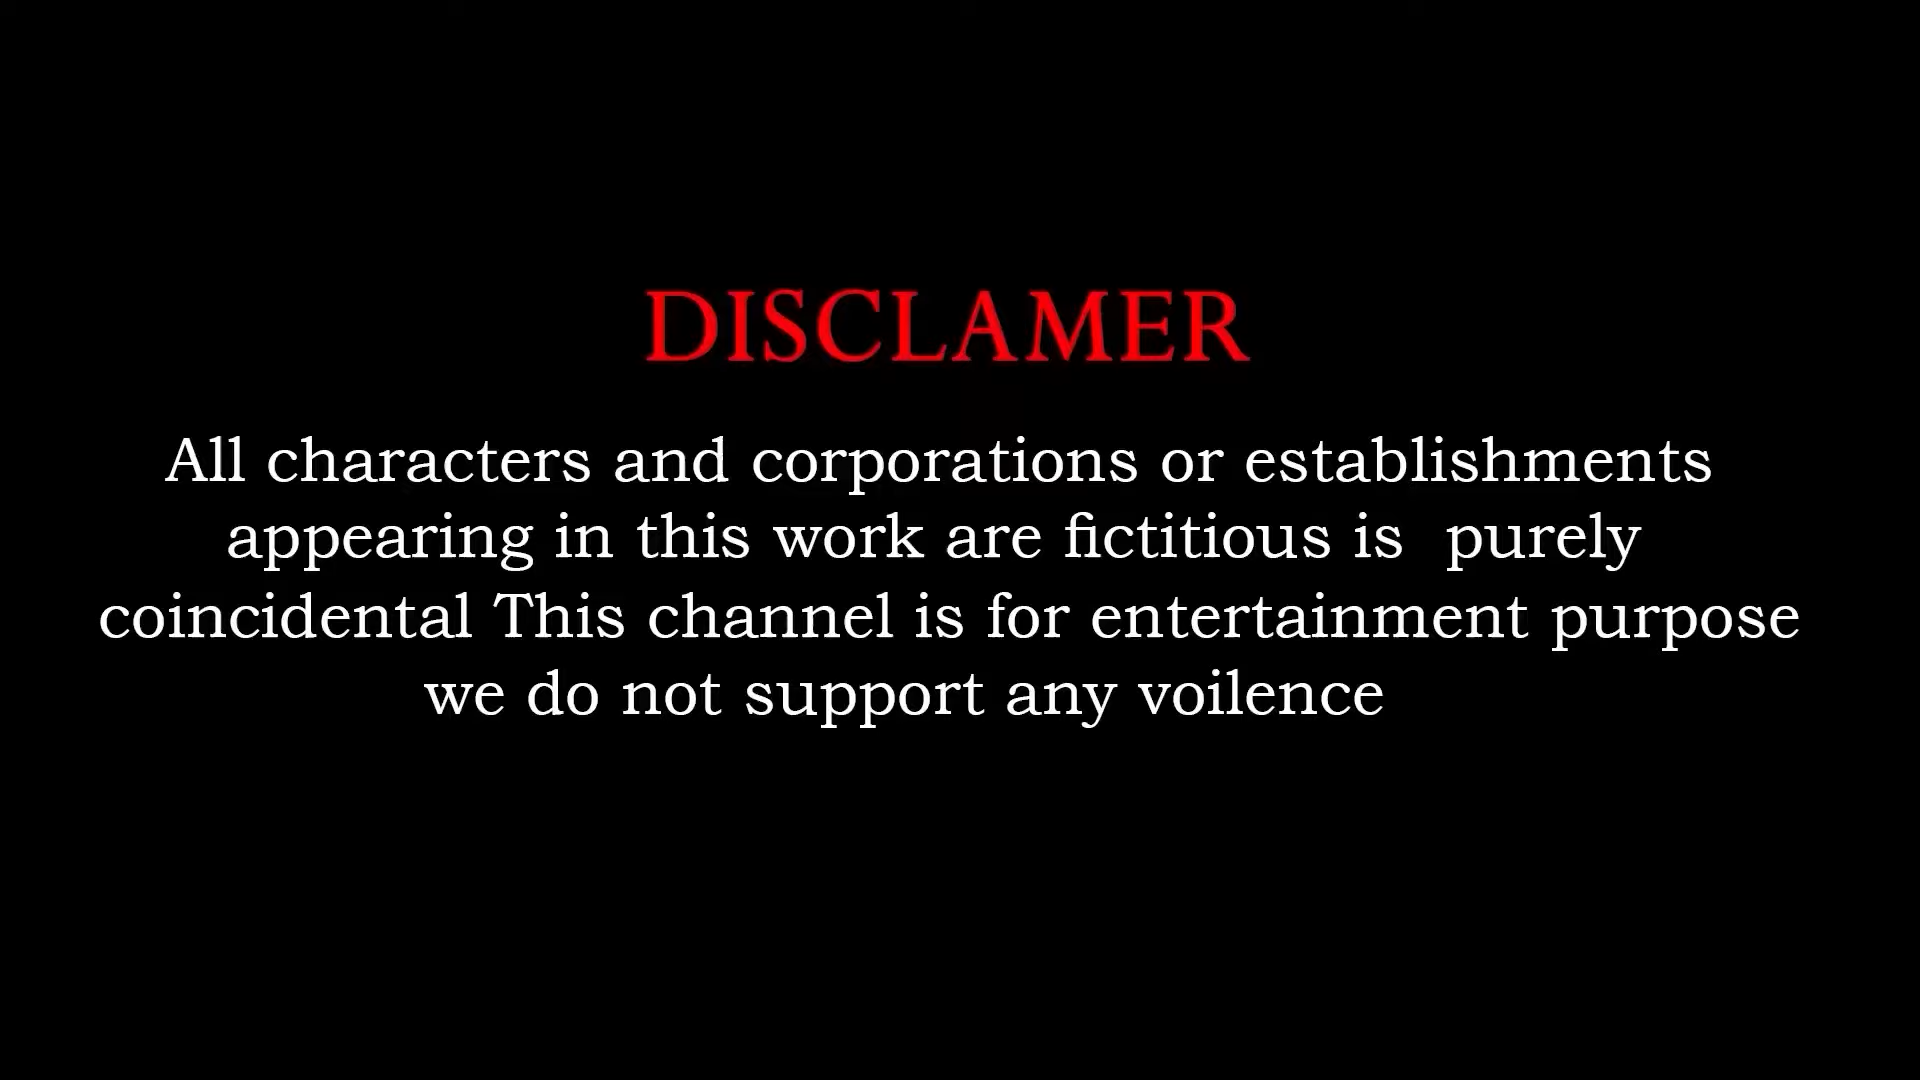 DISCLAMER
All characters and corporations or establishments
appearing in this work are fictitious is  purely
coincidental This channel is for entertainment purpose
we do not support any voilence